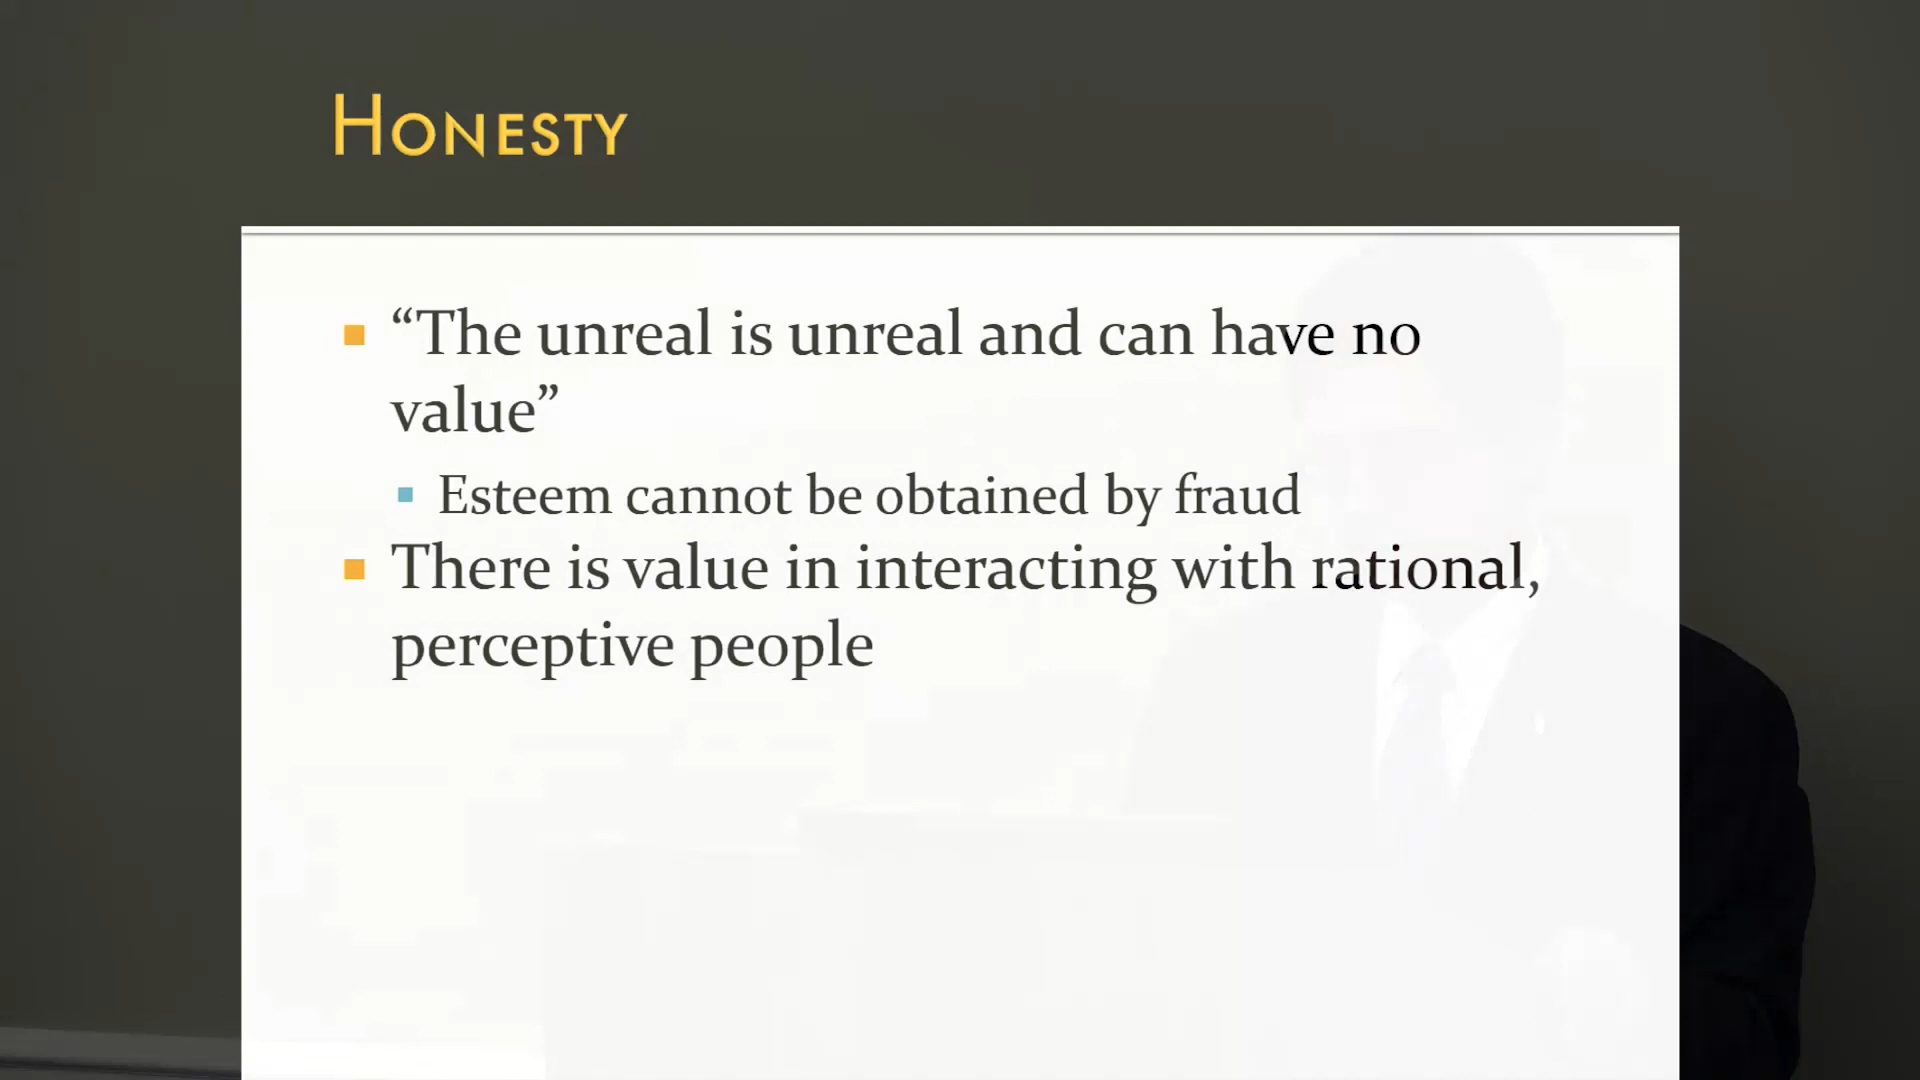 Honesty
“The unreal is unreal and can have no
value”
Esteem cannot be obtained by fraud
There is value in interacting with rational,
perceptive people